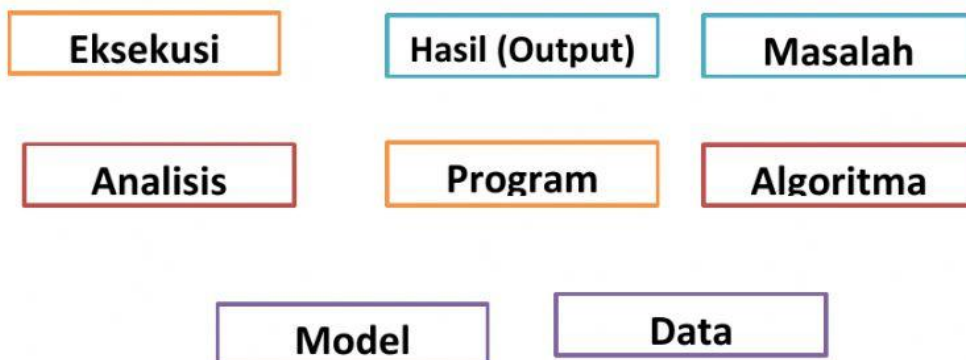 Eksekusi
Hasil (Output)
Masalah
Analisis
Program
Algoritma
Model
Data